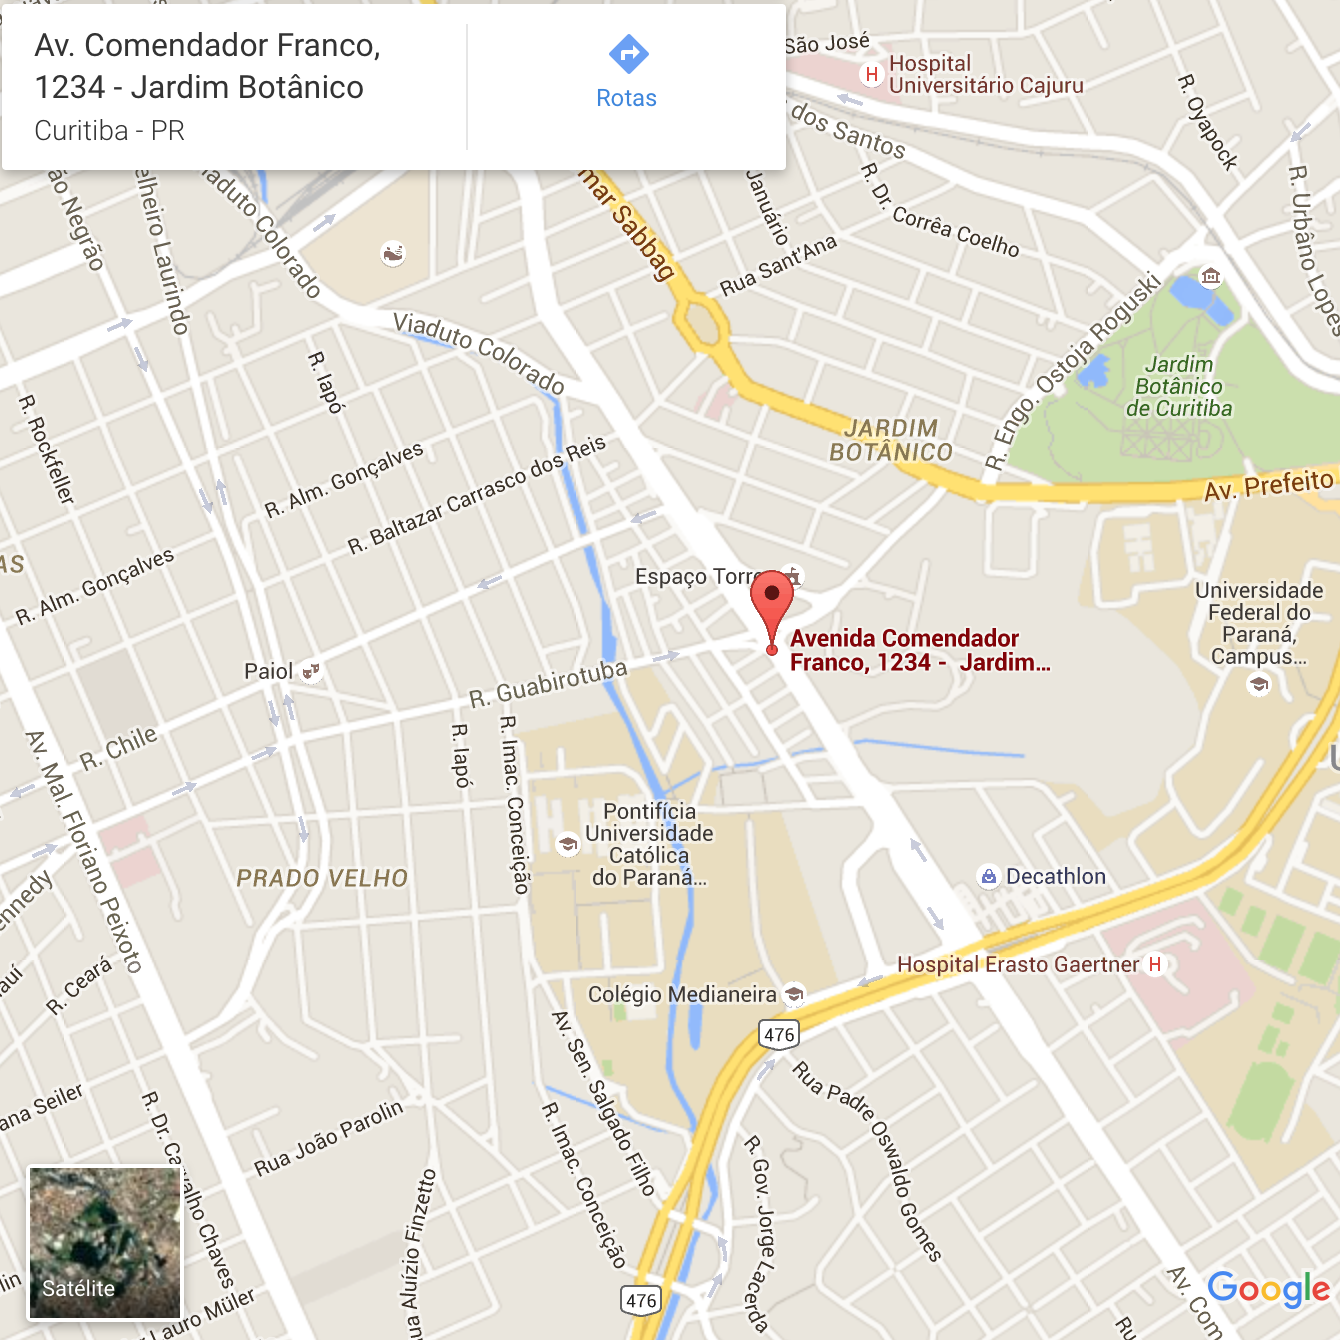 Av. Comendador Franco,
1234 - Jardim Botânico
Curitiba - PR
Rotas
São José
Hospital
Universitário Cajuru
dos Santos
R. Oyapock
R. Urbâno Lopes
R. Dr. Corrêa Coelho
Januário
Rua Sant'Ana
mar Sabbag
Viaduto Colorado
elheiro Laurindo
ão Negrão
Viaduto Colorado
R. Engo. Ostoja Roguski
Jardim
Botânico
de Curitiba
JARDIM
BOTÂNICO
Av. Prefeito
R. Iapó
R. Rockfeller
R. Alm. Gonçalves
R. Baltazar Carrasco dos Reis
R. Alm. Gonçalves
AS
Espaço Torre
Avenida Comendador
Franco, 1234 - Jardim...
Universidade
Federal do
Paraná,
Campus...
Paiol
R. Guabirotuba
R. Chile
R. Iapó
R. Imac. Conceição
Av. Mal. Floriano Peixoto
Pontifícia
Universidade
Católica
do Paraná...
PRADO VELHO
Decathlon
ennedy
R. Ceará
auí
Hospital Erasto Gaertner
Colégio Medianeira
476
Av. Sen. Salgado Filho
Rua Padre Oswaldo Gomes
R. Gov. Jorge Lacerda
R. Imac. Conceição
ana Seiler
Rua João Parolin
R. Dr. Carvalho Chaves
na Aluízio Finzetto
Satélite
lin
Lauro Müler
476
Av. Com
Ru
Google